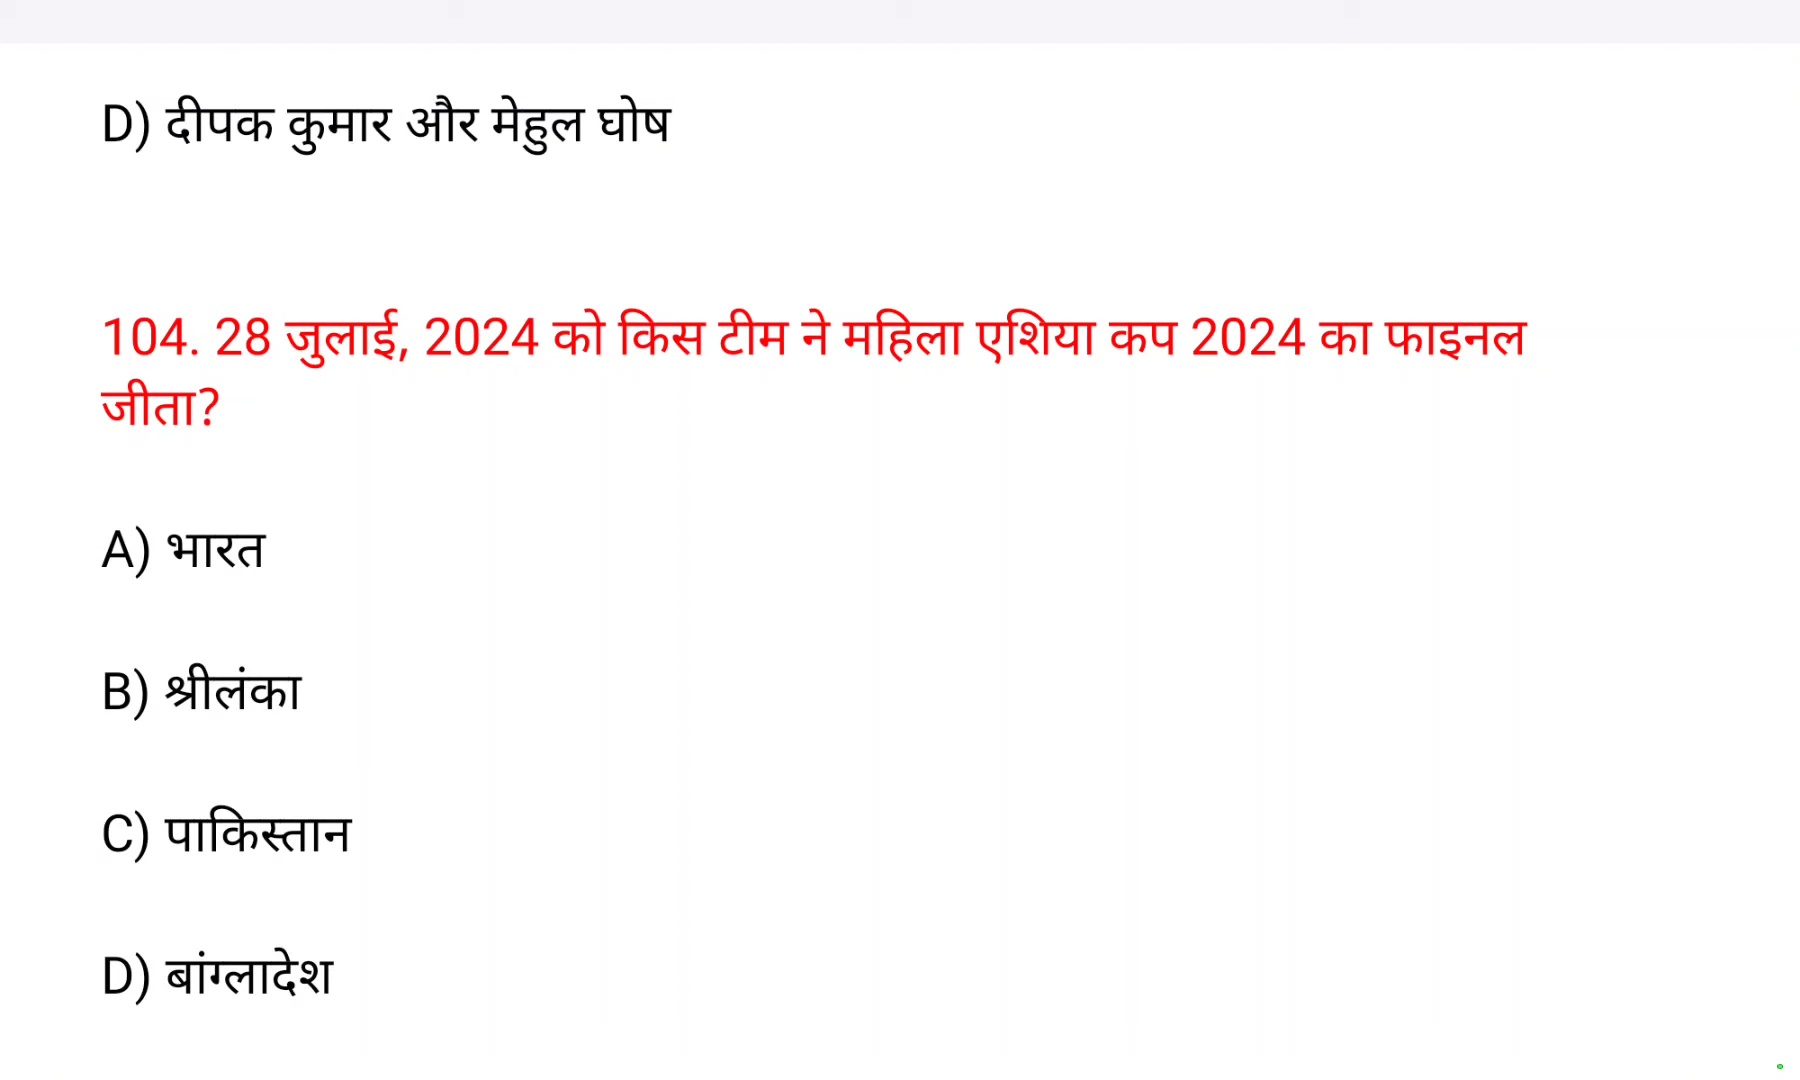 D) दीपक कुमार और मेहुल घोष
104. 28 जुलाई, 2024 को किस टीम ने महिला एशिया कप 2024 का फाइनल
जीता?
A) भारत
B) श्रीलंका
C) पाकिस्तान
D) बांग्लादेश